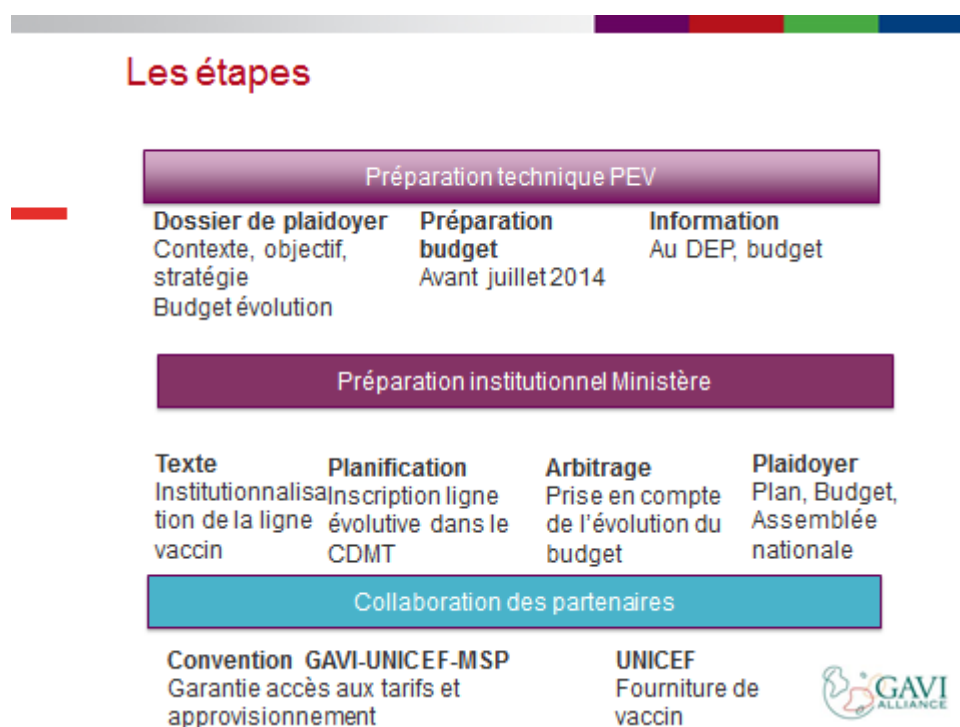 Les étapes
Préparation technique PEV
Dossier de plaidoyer
Contexte, objectif,
stratégie
Budget évolution
Préparation
budget
Avant juillet 2014
Information
Au DEP, budget
Préparation institutionnel Ministère
Texte
Institutionnalisa
tion de la ligne
vaccin
Planification
Inscription ligne
évolutive dans le
CDMT
Arbitrage
Prise en compte
de l'évolution du
budget
Plaidoyer
Plan, Budget,
Assemblée
nationale
Collaboration des partenaires
Convention GAVI-UNICEF-MSP
Garantie accès aux tarifs et
approvisionnement
UNICEF
Fourniture de
vaccin
GAVI
ALLIANCE